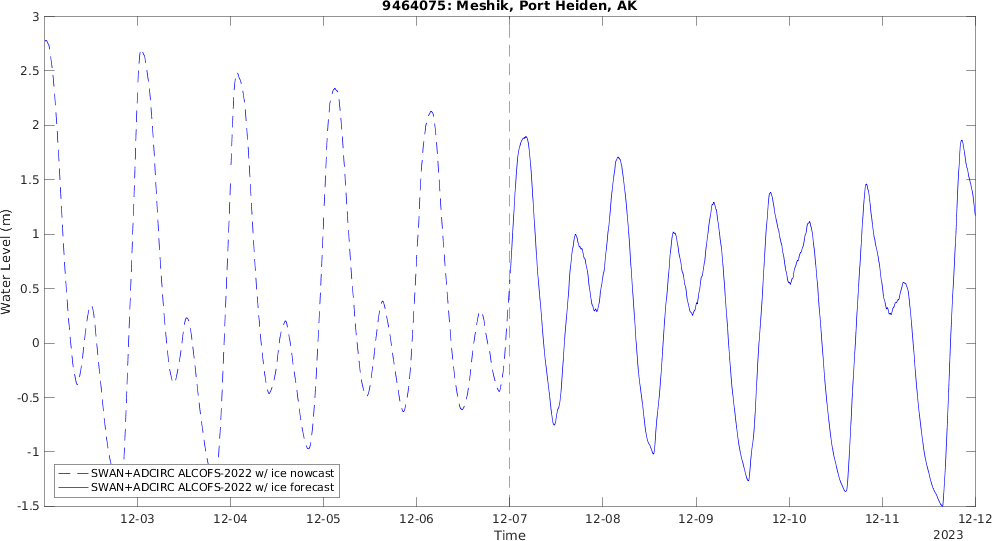 9464075: Meshik, Port Heiden, AK
3
2.5
2
1.5
1
0.5
0
-0.5
-1
-1.5
Water Level (m)
SWAN+ADCIRC ALCOFS-2022 w/ ice nowcast
SWAN+ADCIRC ALCOFS-2022 w/ ice forecast
12-03 12-04 12-05 12-06 12-07 12-08 12-09 12-10 12-11 12-12
Time
2023